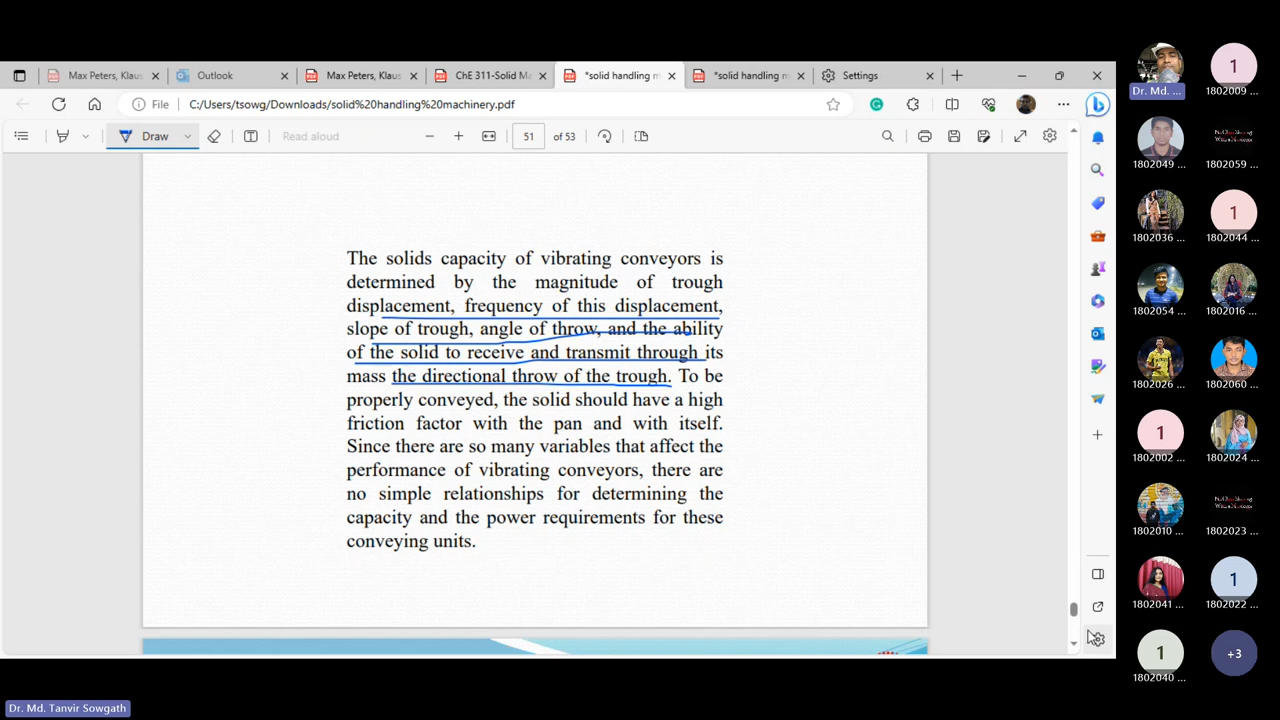 Max Peters, Klaus
Outlook
Max Peters, Klaus
ChE 311-Solid Ma
*solid handling m
*solid handling m
Settings
File
C:/Users/tsowg/Downloads/solid%20handling%20machinery.pdf
Draw
Read aloud
51 of 53
The solids capacity of vibrating conveyors is
determined by the magnitude of trough
displacement, frequency of this displacement,
slope of trough, angle of throw, and the ability
of the solid to receive and transmit through its
mass the directional throw of the trough. To be
properly conveyed, the solid should have a high
friction factor with the pan and with itself.
Since there are so many variables that affect the
performance of vibrating conveyors, there are
no simple relationships for determining the
capacity and the power requirements for these
conveying units.
Dr. Md. ...
1
1802009 ...
1802049 ...
1802059 ...
1802036 ...
1
1802044 ...
1802054 ...
1802016 ...
1802026 ...
1802060 ...
1
1802002 ...
1802024 ...
1802010 ...
1802023 ...
1802041 ...
1
1802022 ...
1
1802040 ...
+3
Dr. Md. Tanvir Sowgath